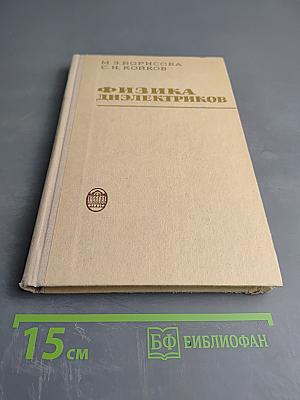 М.Э.БОРИСОВА
С.Н.КОЙКОВ
ФИЗИКА
ДИЭЛЕКТРИКОВ
15 см
БФ БИБЛИОФАН